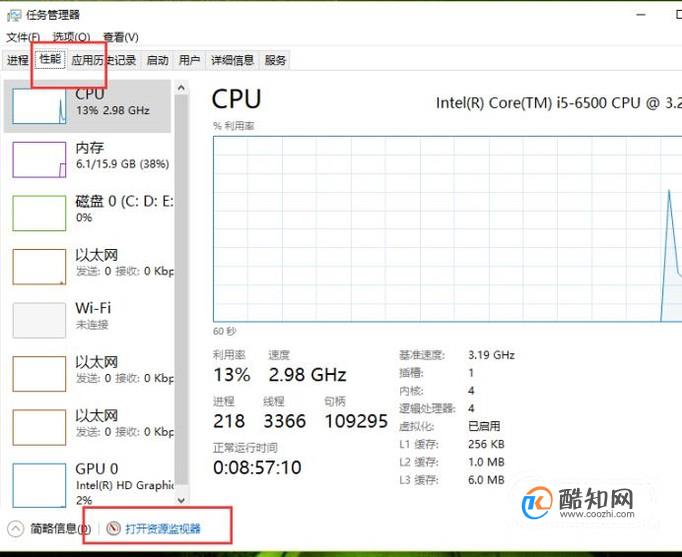 任务管理器
文件(F) 选项(O) 查看(V)
进程 性能 应用历史记录 启动 用户 详细信息 服务
CPU
13% 2.98 GHz
内存
6.1/15.9 GB (38%)
磁盘 0 (C: D: E:
0%
以太网
发送: 0 接收: 0 Kbp
Wi-Fi
未连接
以太网
发送: 0 接收: 0 Kbp
以太网
发送: 0 接收: 0 Kbp
GPU 0
Intel(R) HD Graphic
2%
CPU
Intel(R) Core(TM) i5-6500 CPU @ 3.2
% 利用率
60 秒
利用率 速度
13% 2.98 GHz
进程 线程 句柄
218 3366 109295
正常运行时间
0:08:57:10
基准速度: 3.19 GHz
插槽: 1
内核: 4
逻辑处理器: 4
虚拟化: 已启用
L1 缓存: 256 KB
L2 缓存: 1.0 MB
L3 缓存: 6.0 MB
简略信息(D) 打开资源监视器
酷知网
www.coozhi.com